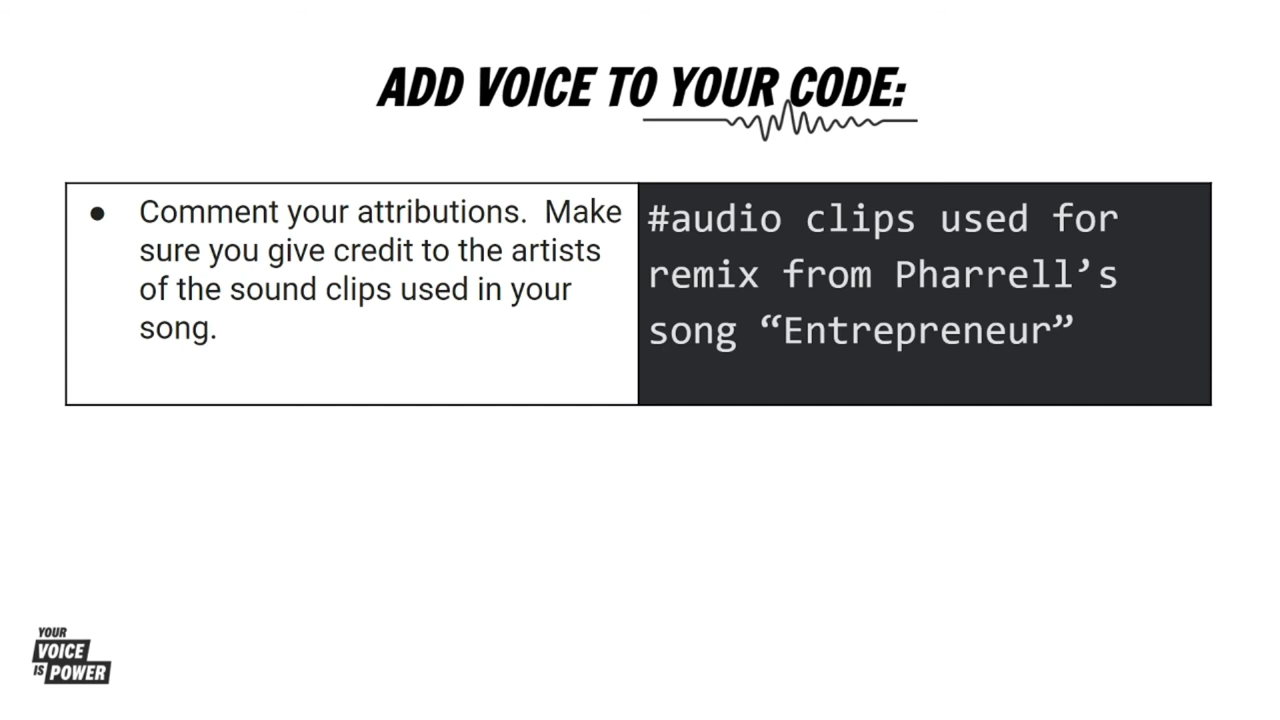 ADD VOICE TO YOUR CODE:
● Comment your attributions.  Make
sure you give credit to the artists
of the sound clips used in your
song.
#audio clips used for
remix from Pharrell’s
song “Entrepreneur”
YOUR
VOICE
IS POWER